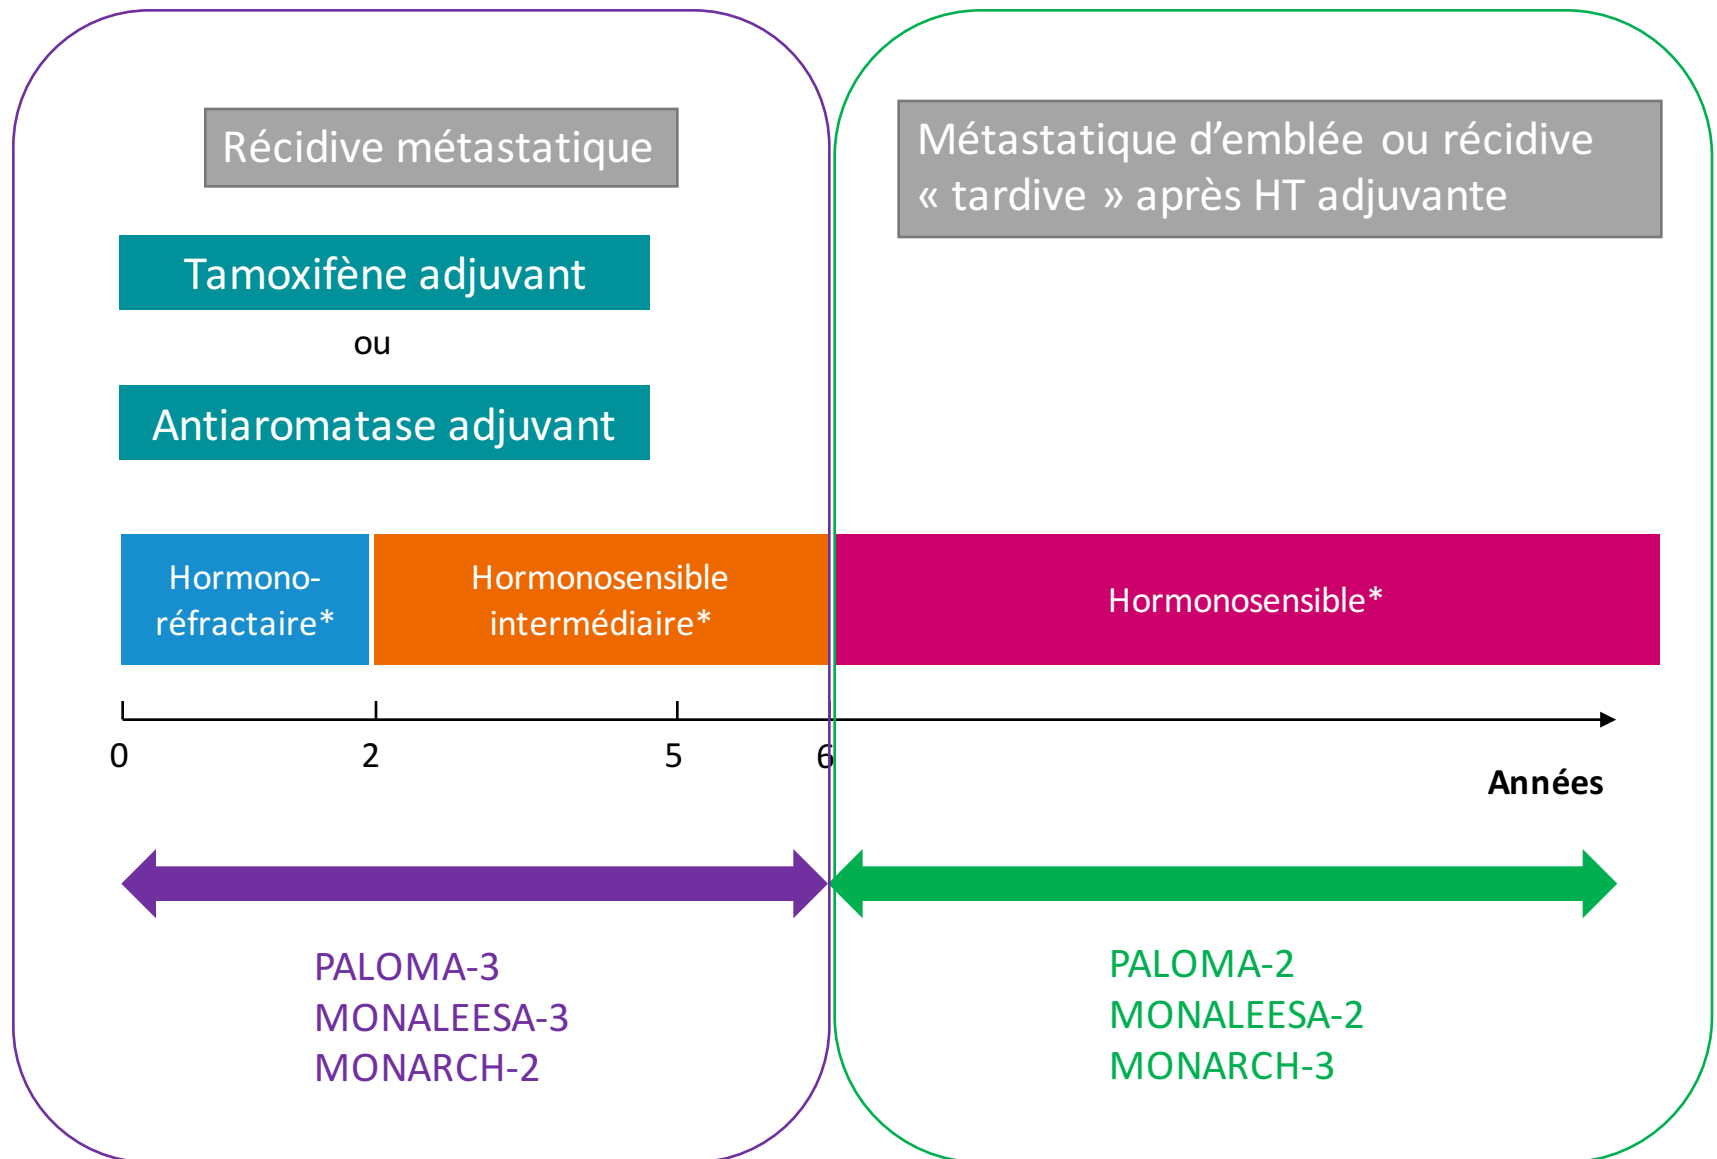 Récidive métastatique
Métastatique d’emblée ou récidive
« tardive » après HT adjuvante
Tamoxifène adjuvant
ou
Antiaromatase adjuvant
Hormono-
réfractaire*
Hormonosensible
intermédiaire*
Hormonosensible*
0
2
5
6
Années
PALOMA-3
MONALEESA-3
MONARCH-2
PALOMA-2
MONALEESA-2
MONARCH-3